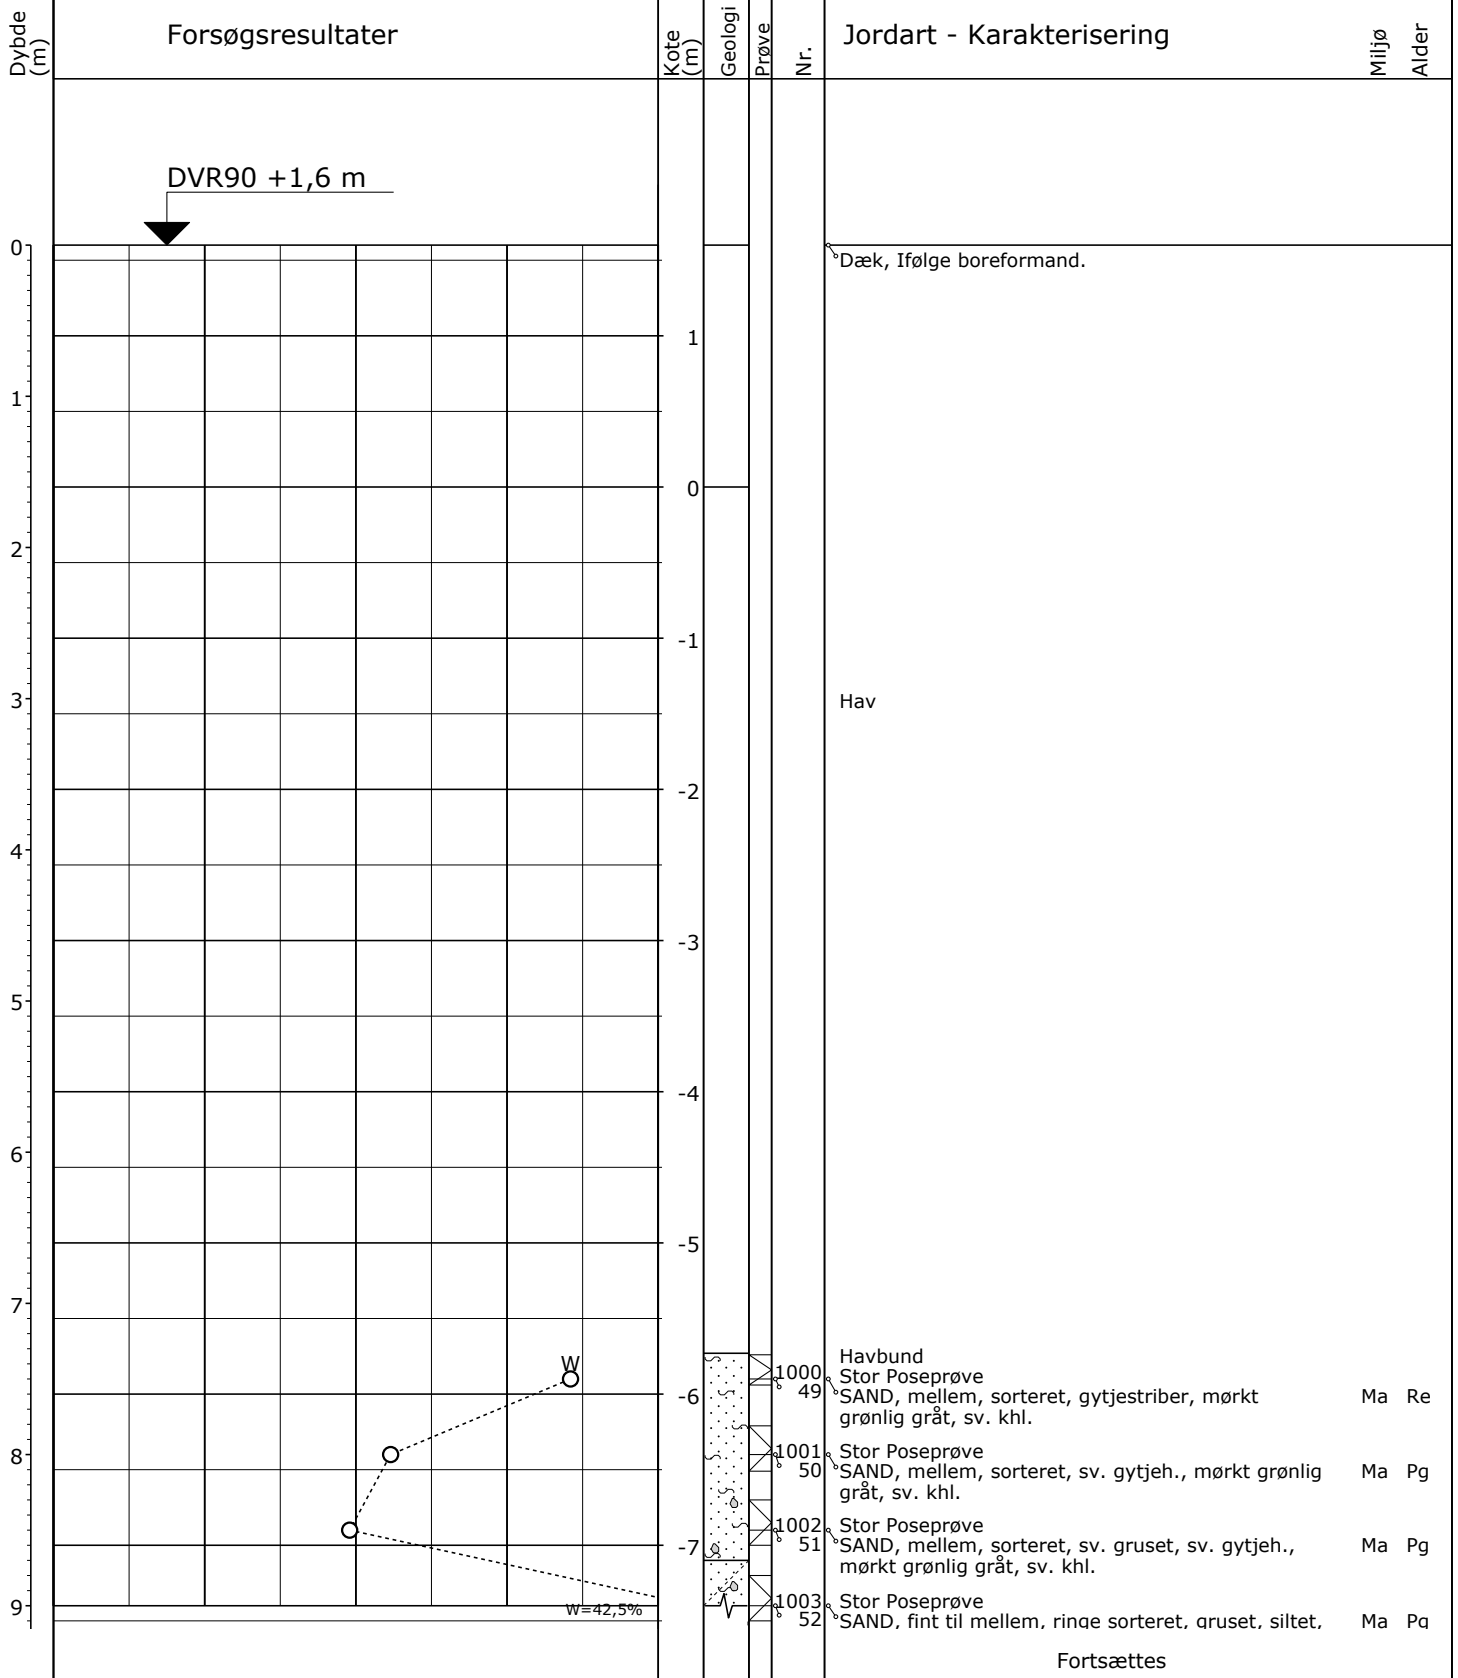 Dybde (m)
Forsøgsresultater
Kote (m)
Geologi
Prøve
Nr.
Jordart - Karakterisering
Miljø
Alder
DVR90 +1,6 m
0
Dæk, Ifølge boreformand.
1
1
0
2
-1
3
Hav
-2
4
-3
5
-4
6
-5
7
Havbund
W
1000 Stor Poseprøve
-6
49 SAND, mellem, sorteret, gytjestriber, mørkt Ma Re
grønlig gråt, sv. khl.
8
1001 Stor Poseprøve
50 SAND, mellem, sorteret, sv. gytjeh., mørkt grønlig Ma Pg
gråt, sv. khl.
1002 Stor Poseprøve
-7
51 SAND, mellem, sorteret, sv. gruset, sv. gytjeh., Ma Pg
mørkt grønlig gråt, sv. khl.
9
W=42,5%
1003 Stor Poseprøve
52 SAND, fint til mellem, ringe sorteret, gruset, siltet, Ma Pg
Fortsættes